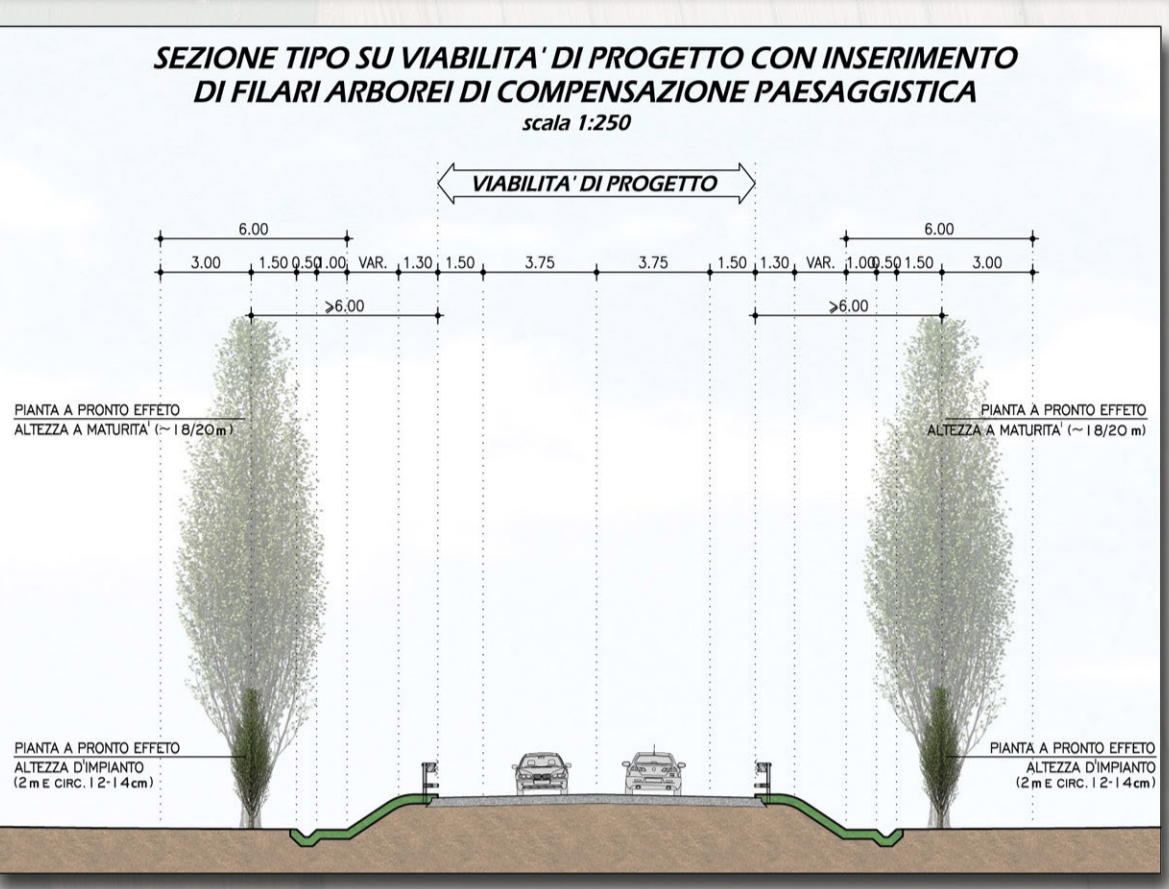 SEZIONE TIPO SU VIABILITA' DI PROGETTO CON INSERIMENTO
DI FILARI ARBOREI DI COMPENSAZIONE PAESAGGISTICA
scala 1:250
VIABILITA' DI PROGETTO
6.00 6.00
3.00 1.50 0.50 1.00 VAR. 1.30 1.50 3.75 3.75 1.50 1.30 VAR. 1.00 0.50 1.50 3.00
⩾6.00 ⩾6.00
PIANTA A PRONTO EFFETO
ALTEZZA A MATURITA' (~18/20m)
PIANTA A PRONTO EFFETO
ALTEZZA A MATURITA' (~18/20 m)
PIANTA A PRONTO EFFETO
ALTEZZA D'IMPIANTO
(2m E CIRC. 12-14cm)
PIANTA A PRONTO EFFETO
ALTEZZA D'IMPIANTO
(2m E CIRC. 12-14cm)